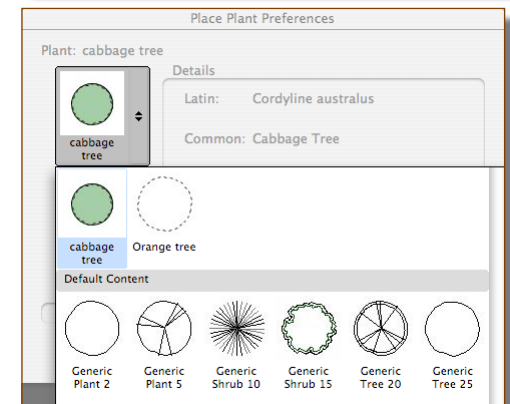 Place Plant Preferences
Plant: cabbage tree
Details
Latin: Cordyline australus
Common: Cabbage Tree
cabbage
tree
cabbage
tree
Orange tree
Default Content
Generic
Plant 2
Generic
Plant 5
Generic
Shrub 10
Generic
Shrub 15
Generic
Tree 20
Generic
Tree 25